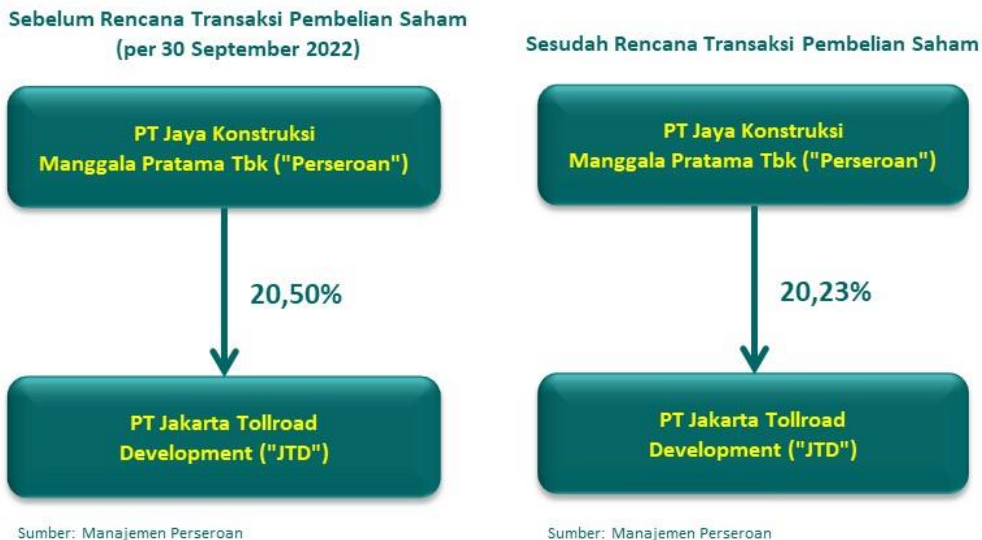 Sebelum Rencana Transaksi Pembelian Saham
(per 30 September 2022)
PT Jaya Konstruksi
Manggala Pratama Tbk ("Perseroan")
20,50%
PT Jakarta Tollroad
Development ("JTD")
Sumber: Manajemen Perseroan
Sesudah Rencana Transaksi Pembelian Saham
PT Jaya Konstruksi
Manggala Pratama Tbk ("Perseroan")
20,23%
PT Jakarta Tollroad
Development ("JTD")
Sumber: Manajemen Perseroan